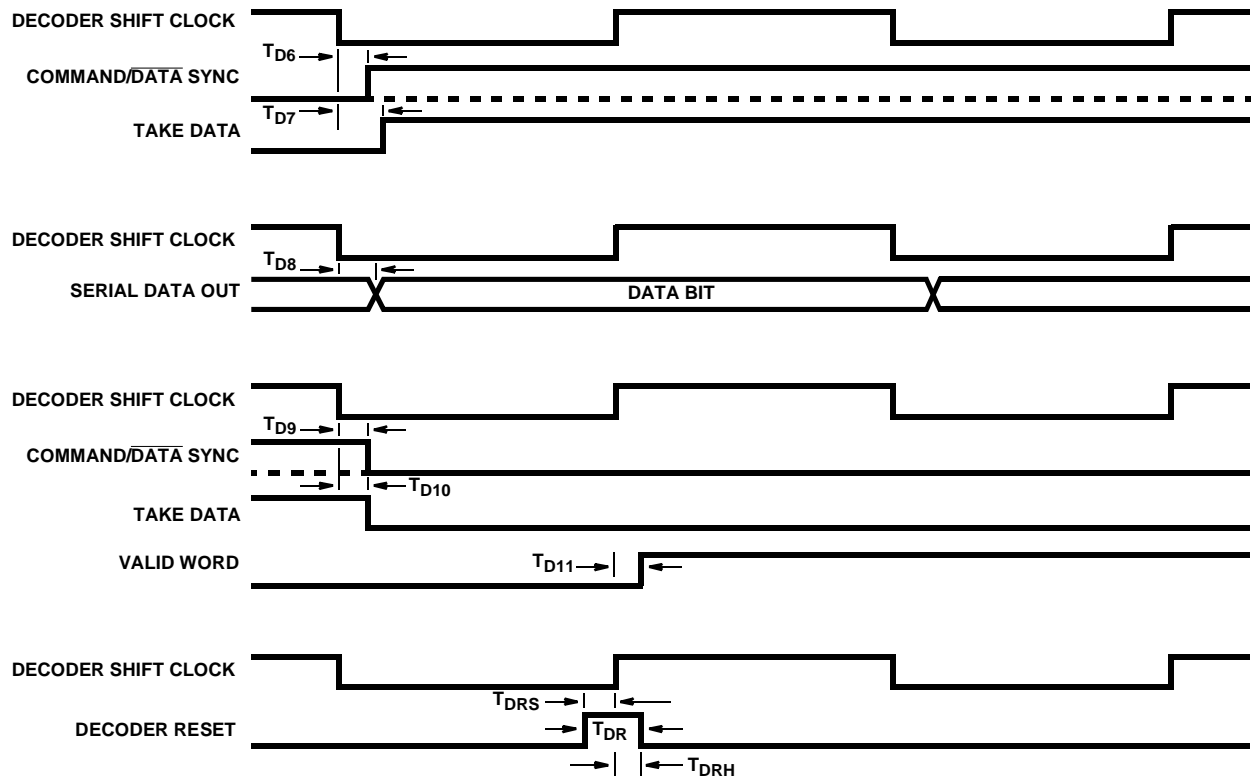 DECODER SHIFT CLOCK
TD6
COMMAND/DATA SYNC
TD7
TAKE DATA
DECODER SHIFT CLOCK
TD8
SERIAL DATA OUT
DATA BIT
DECODER SHIFT CLOCK
TD9
COMMAND/DATA SYNC
TD10
TAKE DATA
VALID WORD
TD11
DECODER SHIFT CLOCK
TDRS
DECODER RESET
TDR
TDRH